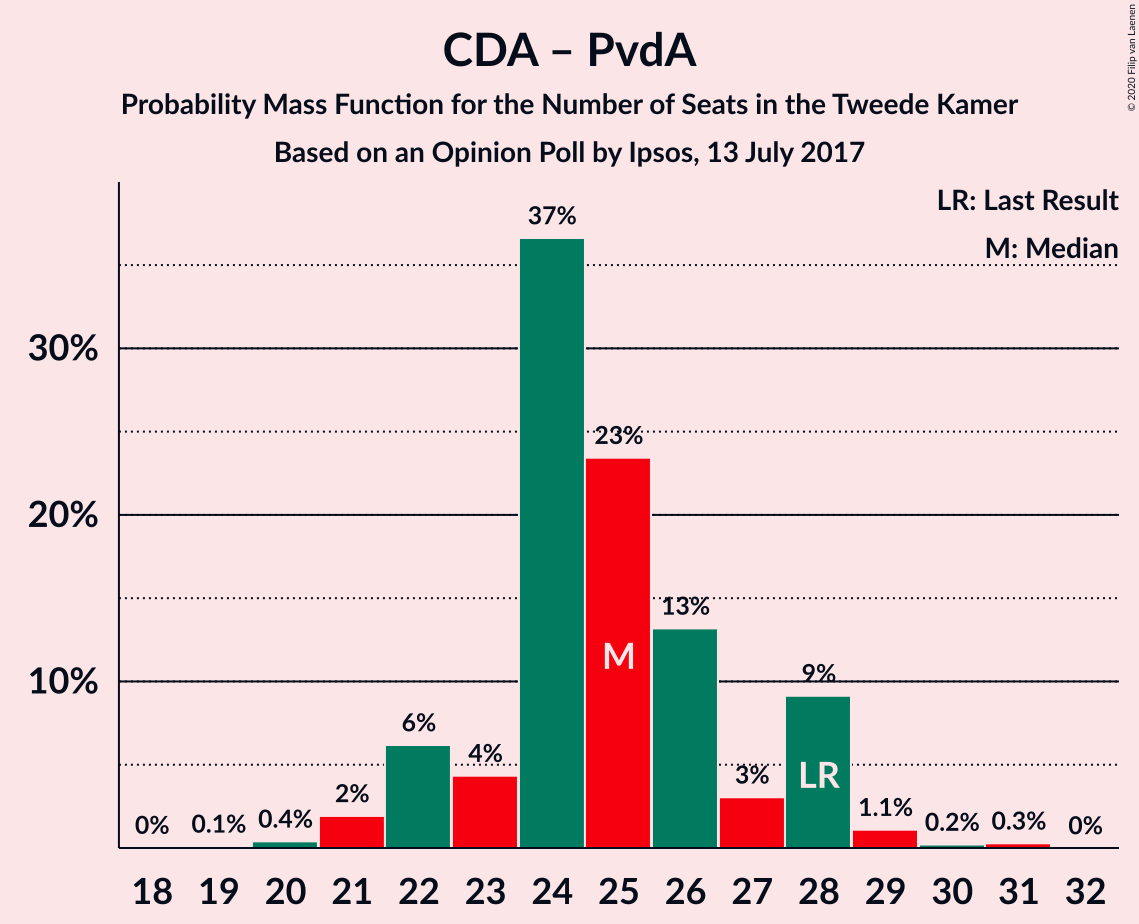 CDA – PvdA
Probability Mass Function for the Number of Seats in the Tweede Kamer
Based on an Opinion Poll by Ipsos, 13 July 2017
© 2020 Filip van Laenen
LR: Last Result
M: Median
30%
20%
10%
0%
0.1%
0.4%
2%
6%
4%
37%
23%
13%
3%
9%
1.1%
0.2%
0.3%
0%
M
LR
18 19 20 21 22 23 24 25 26 27 28 29 30 31 32